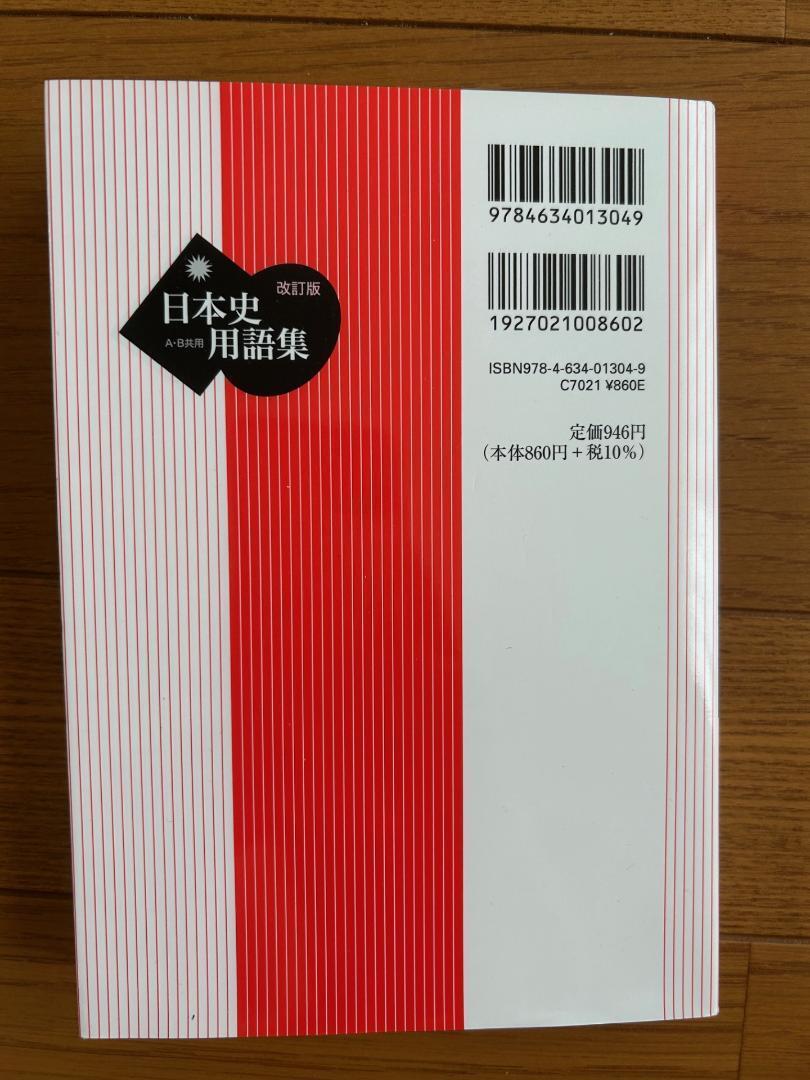 改訂版
日本史
A・B共用 用語集
9784634013049
1927021008602
ISBN978-4-634-01304-9
C7021 ¥860E
定価946円
(本体860円+税10%)